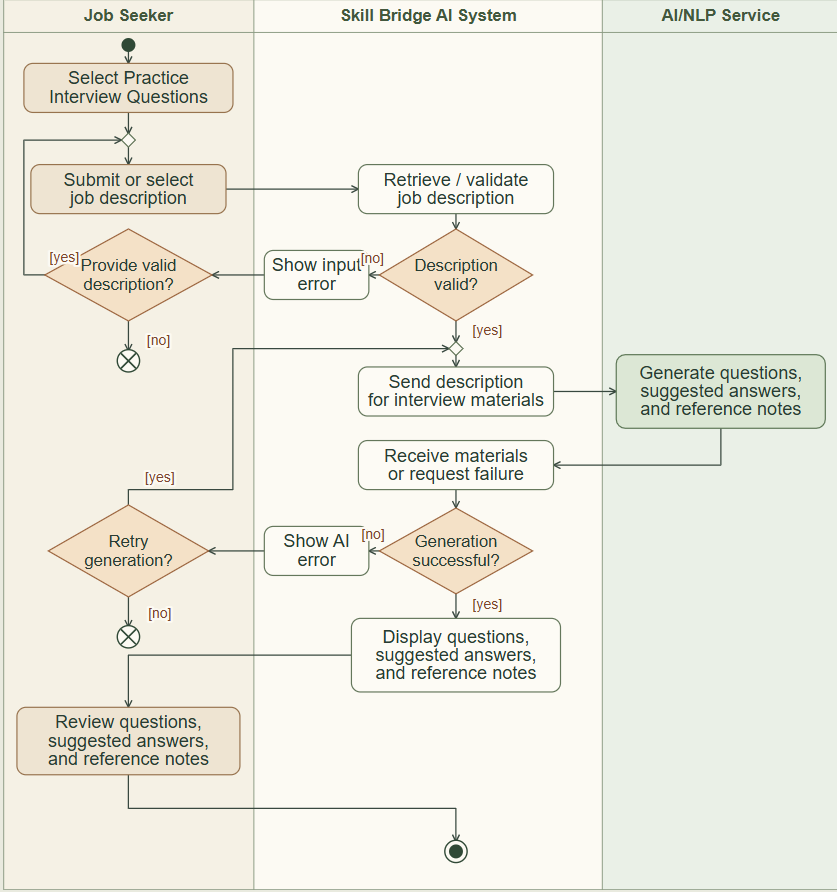 Job Seeker
Skill Bridge AI System
AI/NLP Service
Select Practice
Interview Questions
Submit or select
job description
Retrieve / validate
job description
[yes]
Provide valid
description?
Show input
error
[no]
Description
valid?
[no]
[yes]
Send description
for interview materials
Generate questions,
suggested answers,
and reference notes
Receive materials
or request failure
[yes]
Retry
generation?
Show AI
error
[no]
Generation
successful?
[no]
[yes]
Display questions,
suggested answers,
and reference notes
Review questions,
suggested answers,
and reference notes